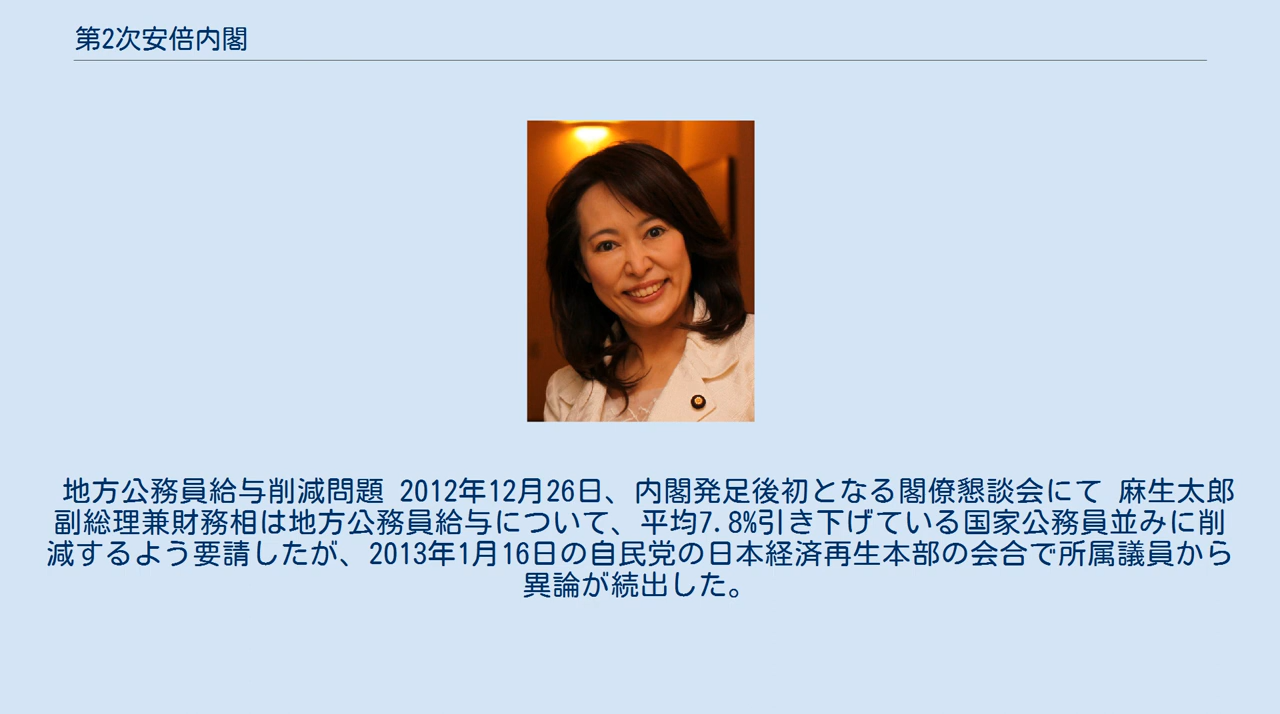 第2次安倍内閣
地方公務員給与削減問題 2012年12月26日、内閣発足後初となる閣僚懇談会にて 麻生太郎
副総理兼財務相は地方公務員給与について、平均7.8%引き下げている国家公務員並みに削
減するよう要請したが、2013年1月16日の自民党の日本経済再生本部の会合で所属議員から
異論が続出した。